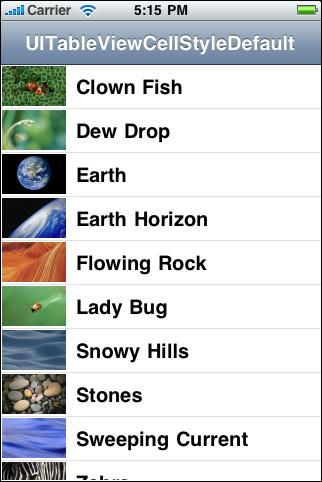 Carrier 5:15 PM
UITableViewCellStyleDefault
Clown Fish
Dew Drop
Earth
Earth Horizon
Flowing Rock
Lady Bug
Snowy Hills
Stones
Sweeping Current
Zebra